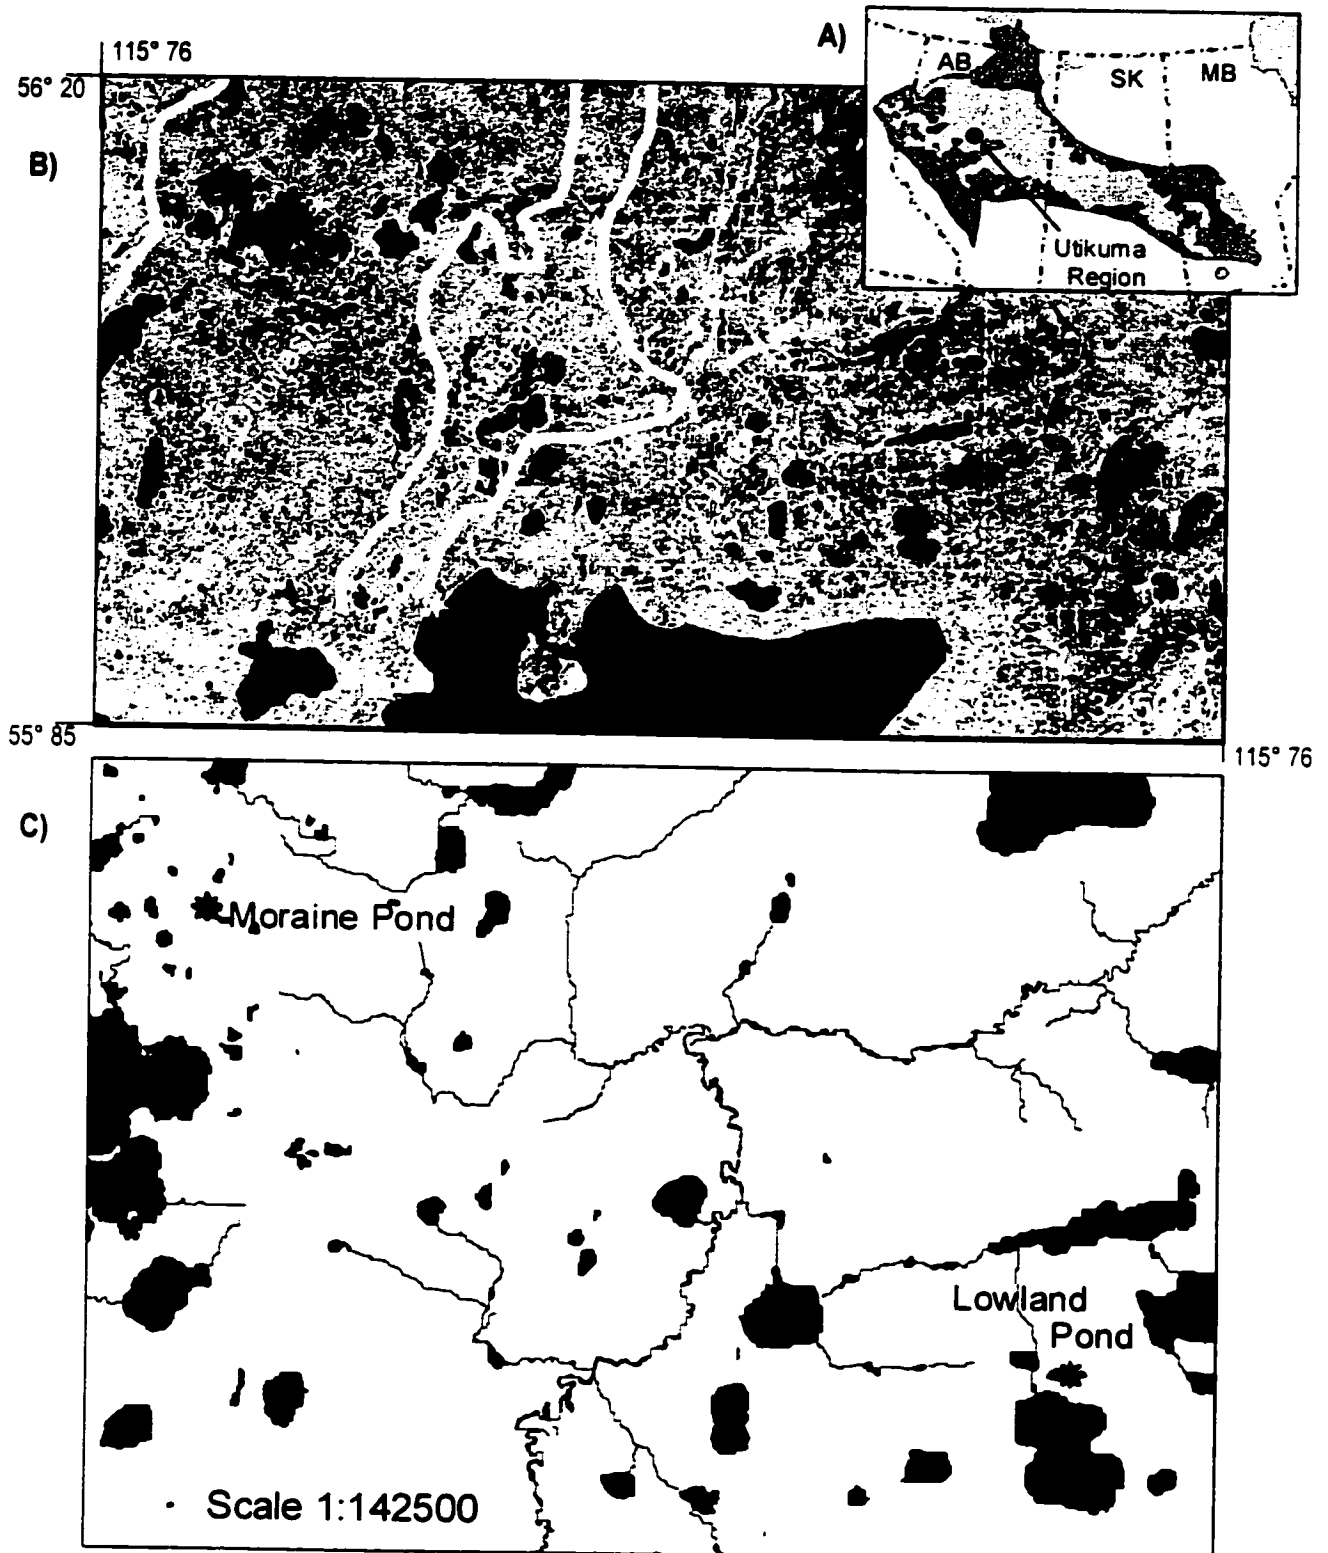 115° 76
56° 20
A)
AB
SK
MB
Utikuma
Region
B)
55° 85
115° 76
C)
Moraine Pond
Lowland
Pond
Scale 1:142500